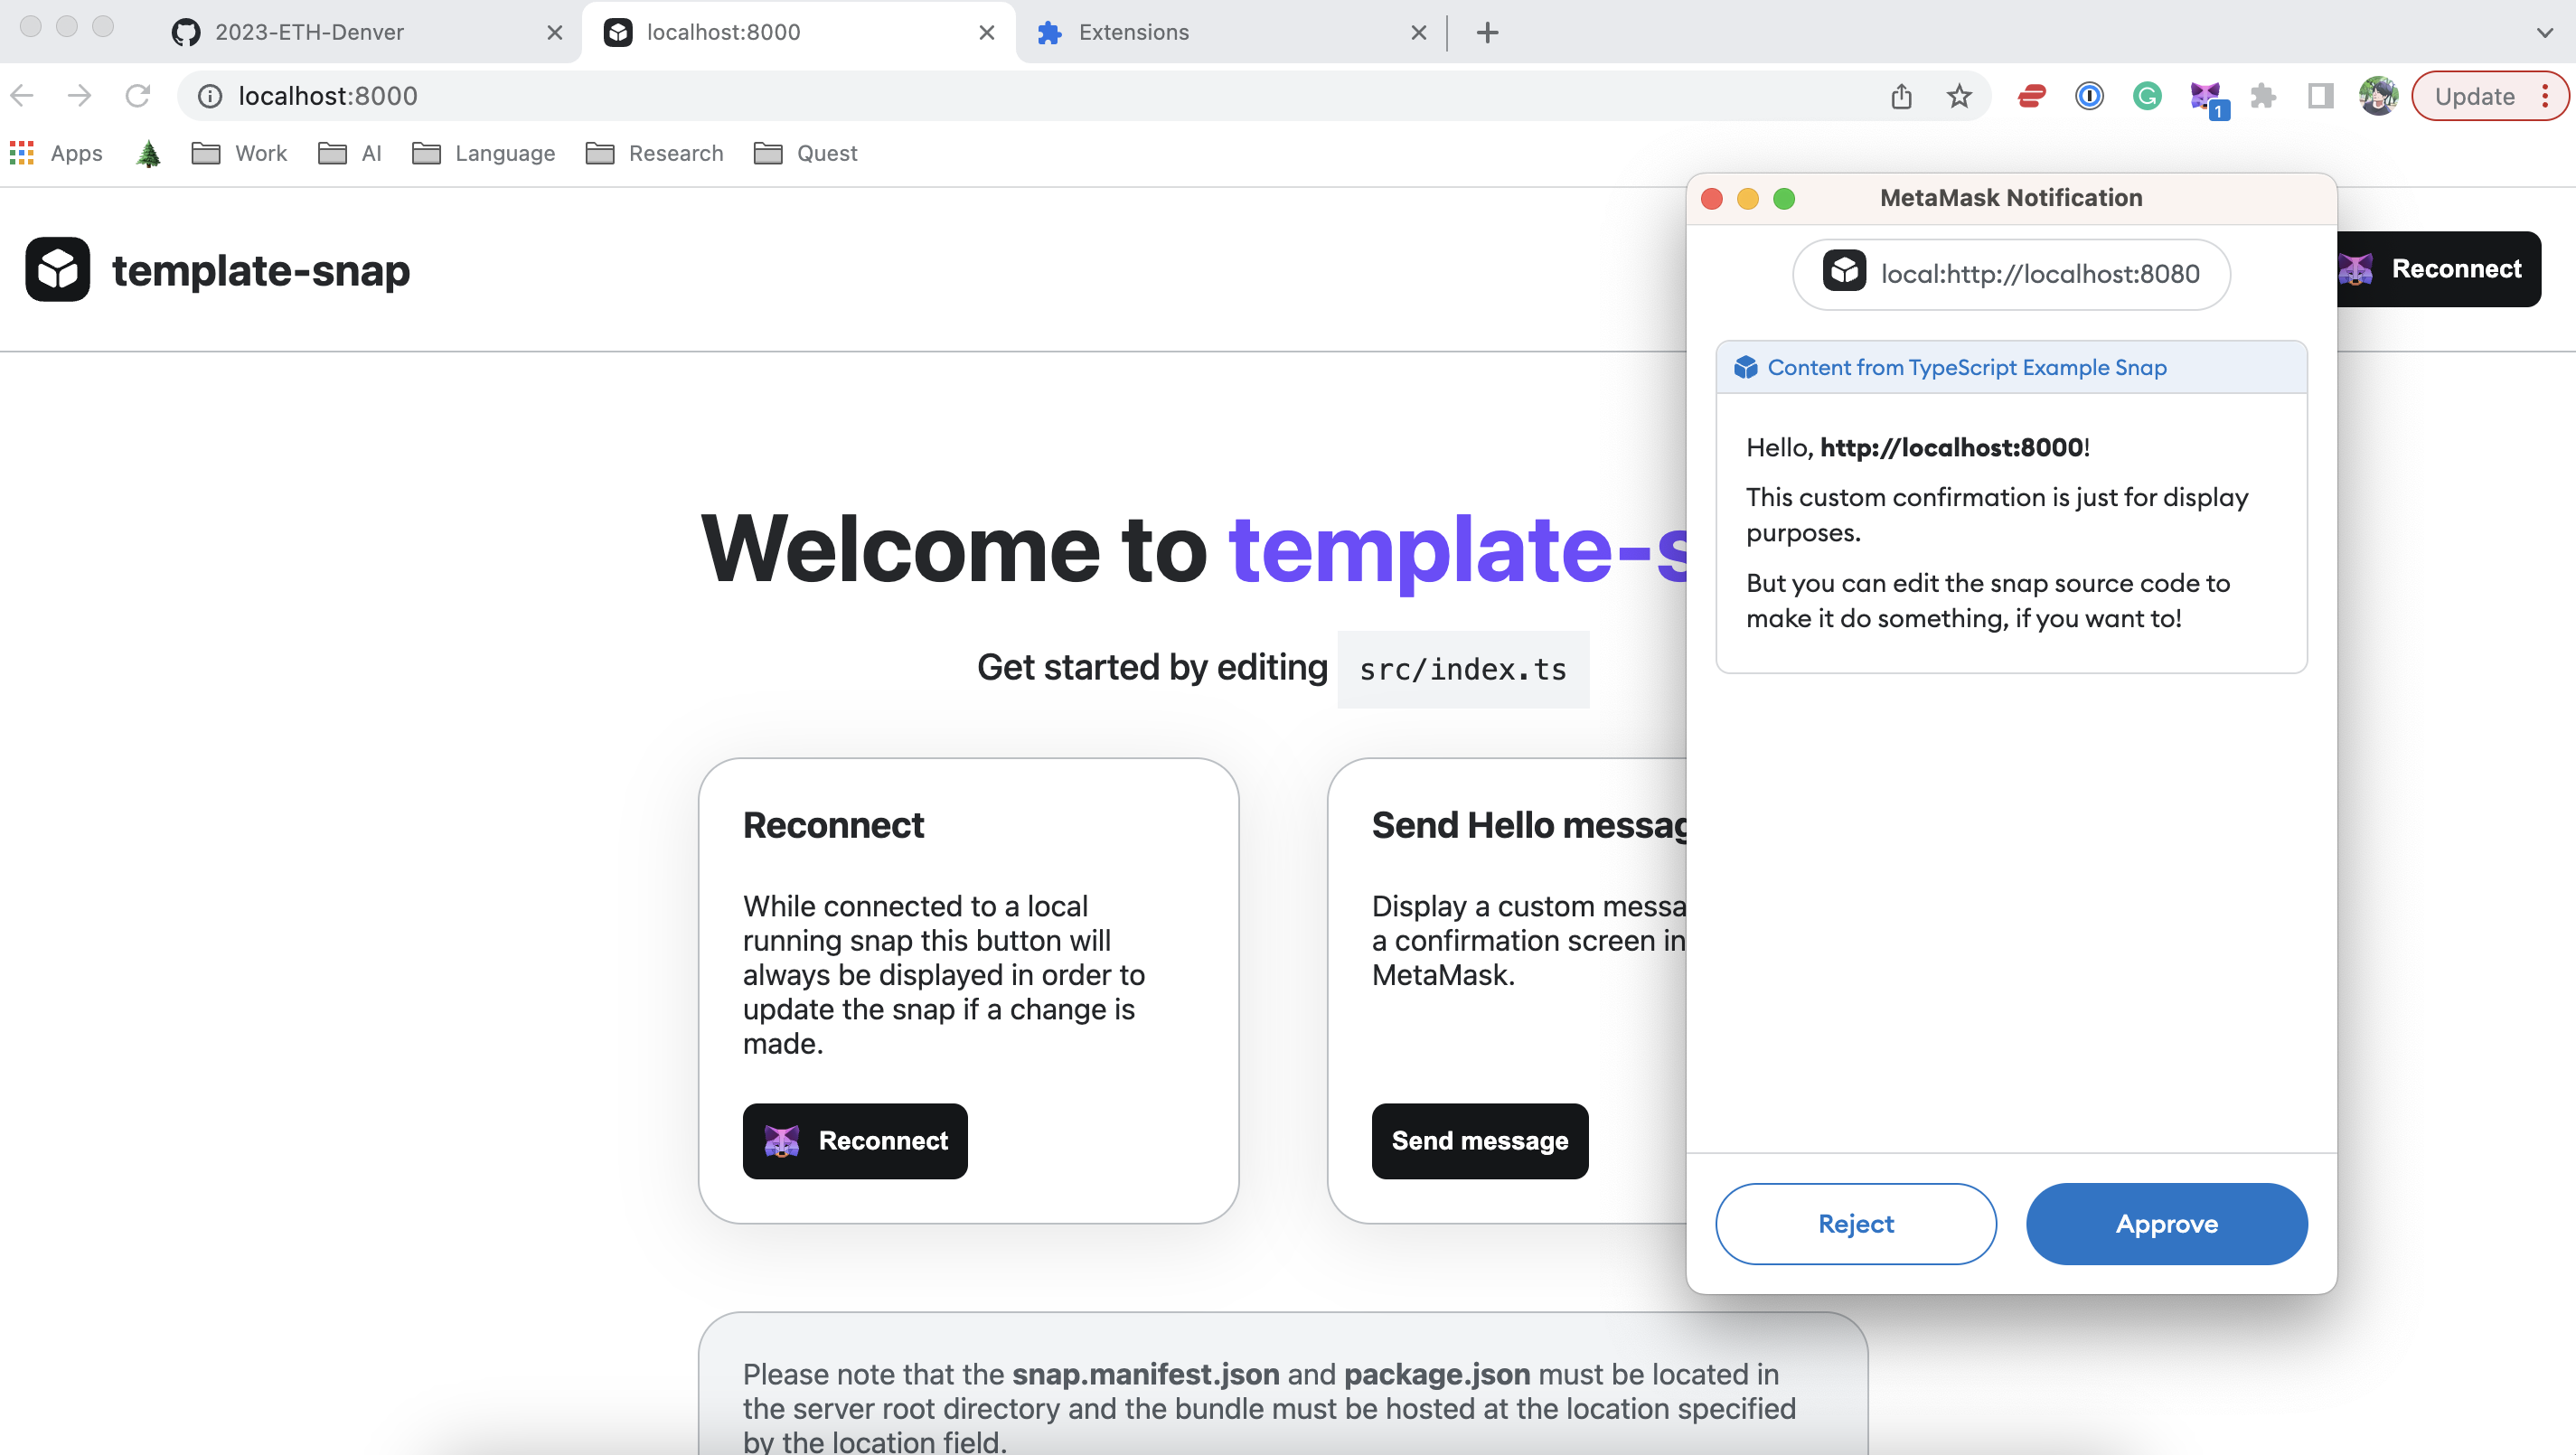 2023-ETH-Denver
localhost:8000
Extensions
localhost:8000
1
Update
Apps
Work
AI
Language
Research
Quest
template-snap
Reconnect
Welcome to template-s
Get started by editing src/index.ts
Reconnect
While connected to a local
running snap this button will
always be displayed in order to
update the snap if a change is
made.
Reconnect
Send Hello messag
Display a custom messa
a confirmation screen in
MetaMask.
Send message
Please note that the snap.manifest.json and package.json must be located in
the server root directory and the bundle must be hosted at the location specified
by the location field.
MetaMask Notification
local:http://localhost:8080
Content from TypeScript Example Snap
Hello, http://localhost:8000!
This custom confirmation is just for display
purposes.
But you can edit the snap source code to
make it do something, if you want to!
Reject
Approve